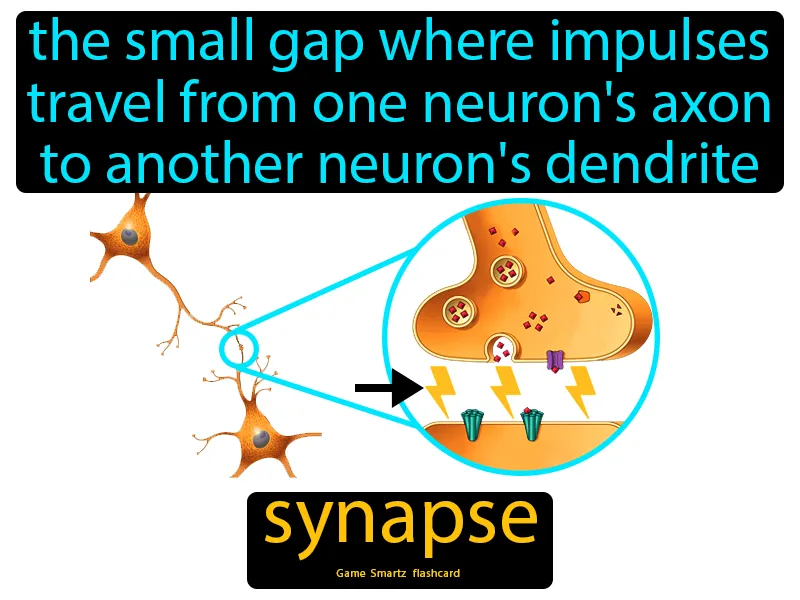 the small gap where impulses
travel from one neuron's axon
to another neuron's dendrite
synapse
Game Smartz flashcard